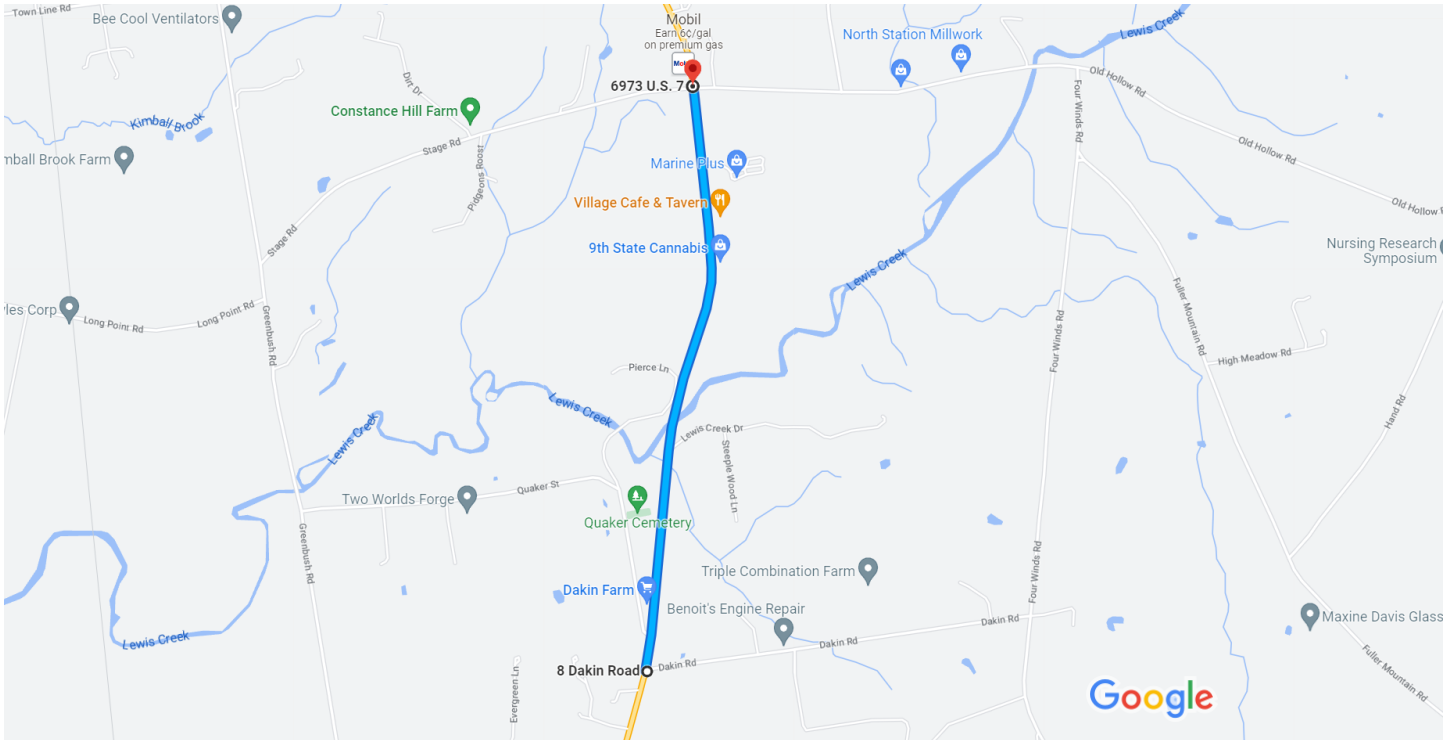 Town Line Rd
Bee Cool Ventilators
Mobil
Earn 6¢/gal
on premium gas
North Station Millwork
Lewis Creek
6973 U.S. 7
Dirt Dr
Old Hollow Rd
Constance Hill Farm
Four Winds Rd
Kimball Brook
Stage Rd
Old Hollow Rd
mball Brook Farm
Marine Plus
Pidgeons Roost
Village Cafe & Tavern
Old Hollow R
Stage Rd
9th State Cannabis
Nursing Research
Symposium
Lewis Creek
les Corp
Long Point Rd
Long Point Rd
Greenbush Rd
Fuller Mountain Rd
Four Winds Rd
High Meadow Rd
Pierce Ln
Lewis Creek
Hand Rd
Lewis Creek
Lewis Creek Dr
Steeple Wood Ln
Two Worlds Forge
Quaker St
Quaker Cemetery
Greenbush Rd
Triple Combination Farm
Four Winds Rd
Dakin Farm
Benoit's Engine Repair
Maxine Davis Glass
Dakin Rd
Lewis Creek
Dakin Rd
8 Dakin Road
Dakin Rd
Fuller Mountain Rd
Evergreen Ln
Google